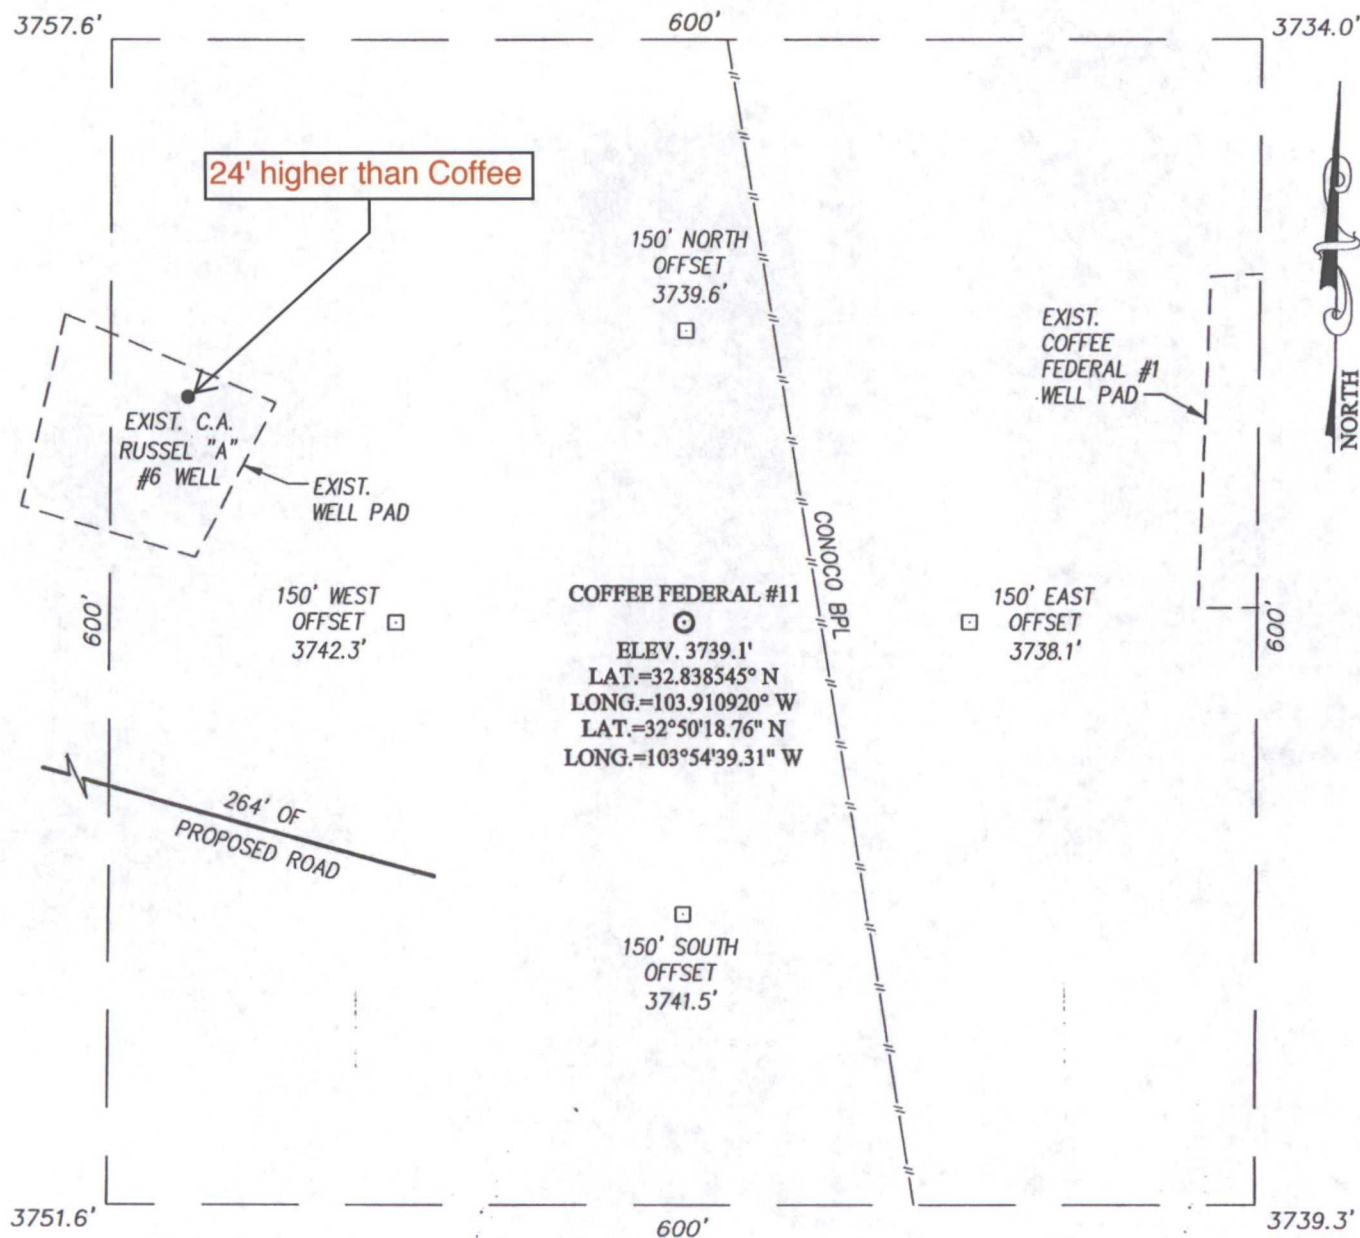 3757.6'
600'
3734.0'
24' higher than Coffee
150' NORTH
OFFSET
3739.6'
EXIST.
COFFEE
FEDERAL #1
WELL PAD
NORTH
EXIST. C.A.
RUSSEL "A"
#6 WELL
EXIST.
WELL PAD
CONOCO BPL
600'
150' WEST
OFFSET
3742.3'
COFFEE FEDERAL #11
ELEV. 3739.1'
LAT.=32.838545° N
LONG.=103.910920° W
LAT.=32°50'18.76" N
LONG.=103°54'39.31" W
150' EAST
OFFSET
3738.1'
600'
264' OF
PROPOSED ROAD
150' SOUTH
OFFSET
3741.5'
3751.6'
600'
3739.3'